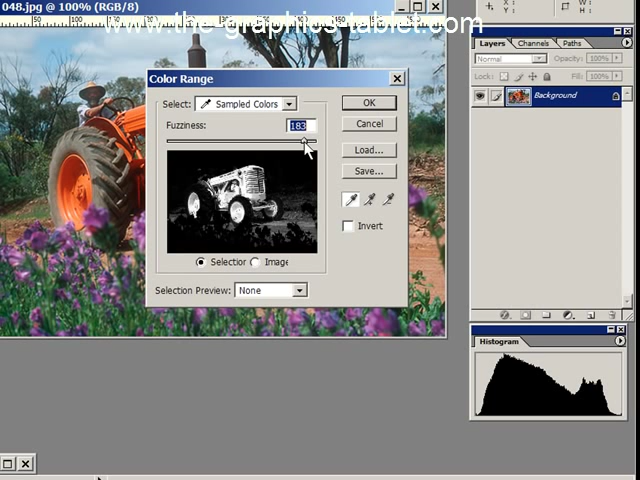 048.jpg @ 100% (RGB/8)
www.the-graphics-tablet.com
W :
H :
X :
Y :
Color Range
Select: Sampled Colors
Fuzziness: 183
Selection Image
Selection Preview: None
OK
Cancel
Load...
Save...
Invert
Layers Channels Paths
Normal Opacity: 100%
Lock: Fill: 100%
Background
Histogram